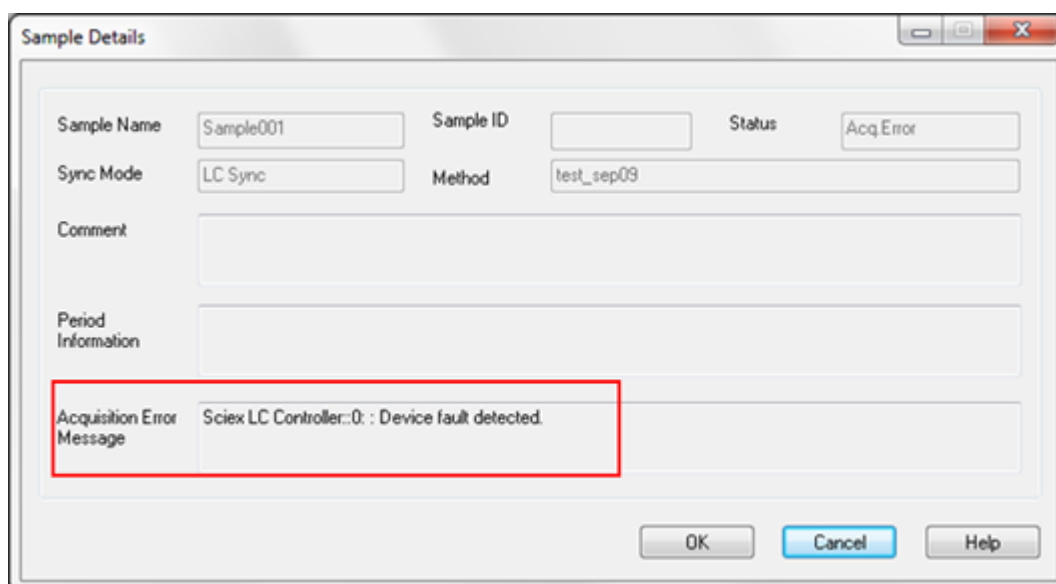 Sample Details
Sample Name Sample001 Sample ID Status Acq.Error
Sync Mode LC Sync Method test_sep09
Comment
Period
Information
Acquisition Error Sciex LC Controller::0: : Device fault detected.
Message
OK Cancel Help